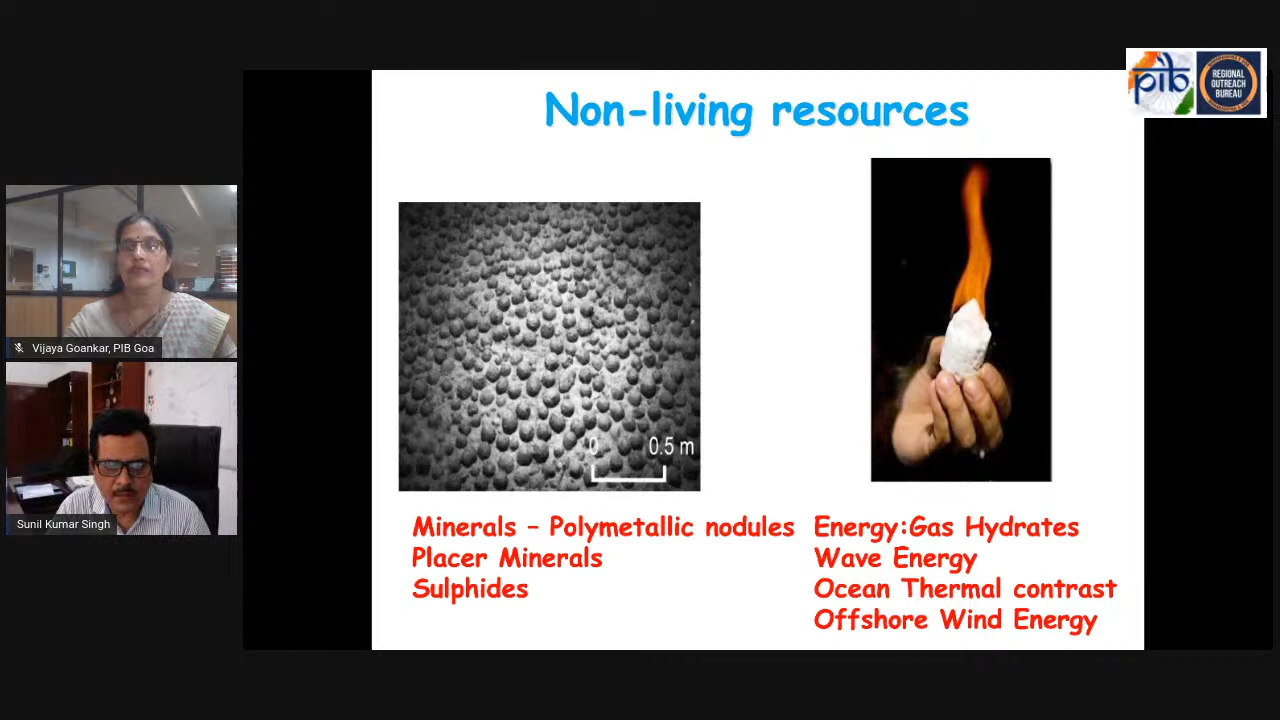 Non-living resources
pib
REGIONAL
OUTREACH
BUREAU
0
0.5 m
Vijaya Goankar, PIB Goa
Sunil Kumar Singh
Minerals – Polymetallic nodules
Placer Minerals
Sulphides
Energy:Gas Hydrates
Wave Energy
Ocean Thermal contrast
Offshore Wind Energy